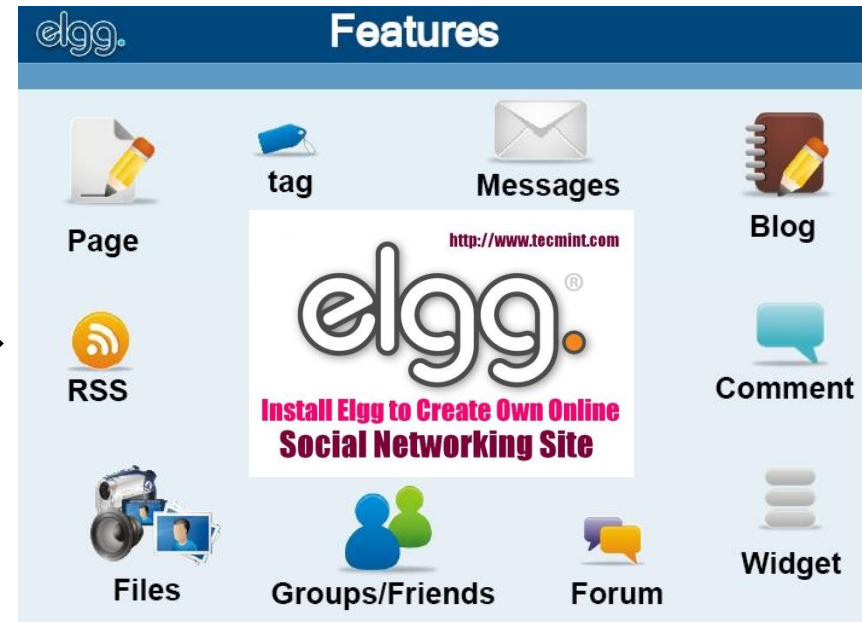 elgg.
Features
tag
Messages
Page
Blog
http://www.tecmint.com
elgg.®
Install Elgg to Create Own Online
Social Networking Site
RSS
Comment
Files
Groups/Friends
Forum
Widget